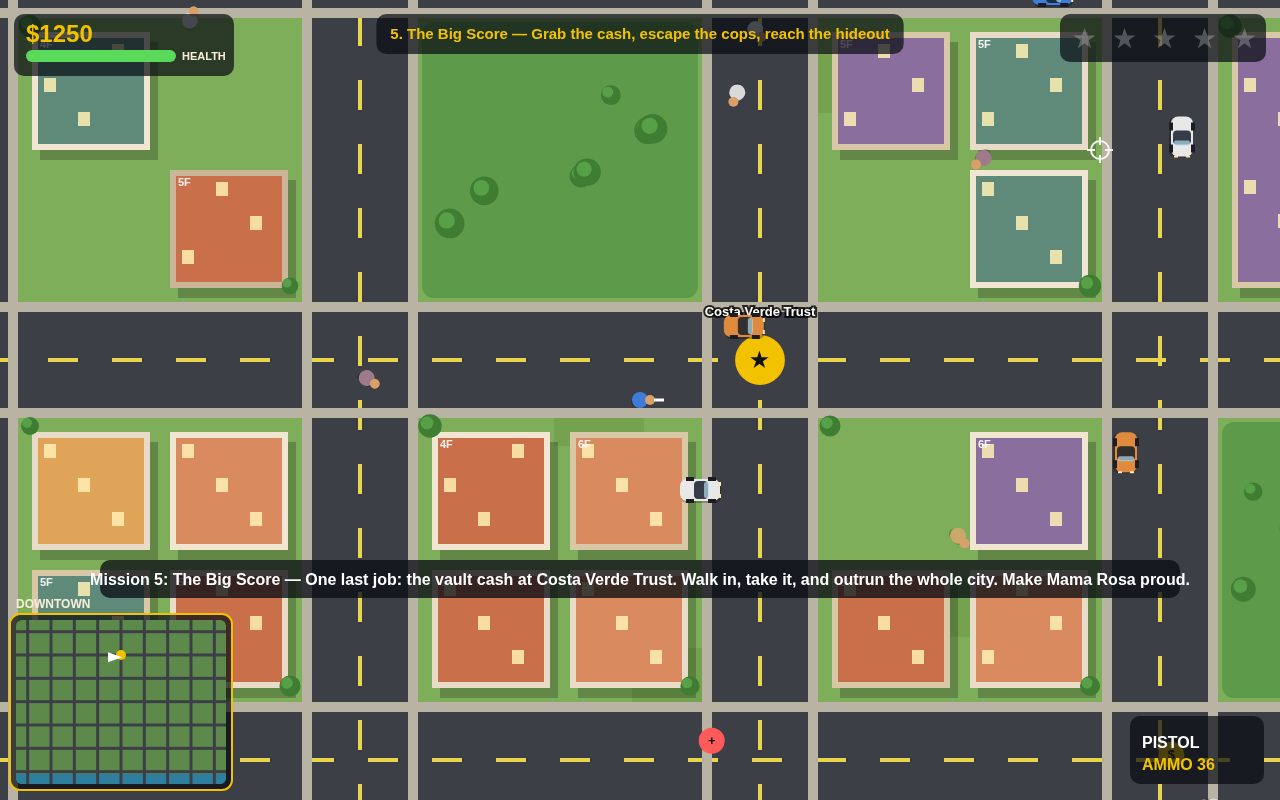 $1250
HEALTH
5. The Big Score — Grab the cash, escape the cops, reach the hideout
4F
5F
5F
5F
Costa Verde Trust
4F
6F
6F
Mission 5: The Big Score — One last job: the vault cash at Costa Verde Trust. Walk in, take it, and outrun the whole city. Make Mama Rosa proud.
5F
DOWNTOWN
+
PISTOL
$
AMMO 36